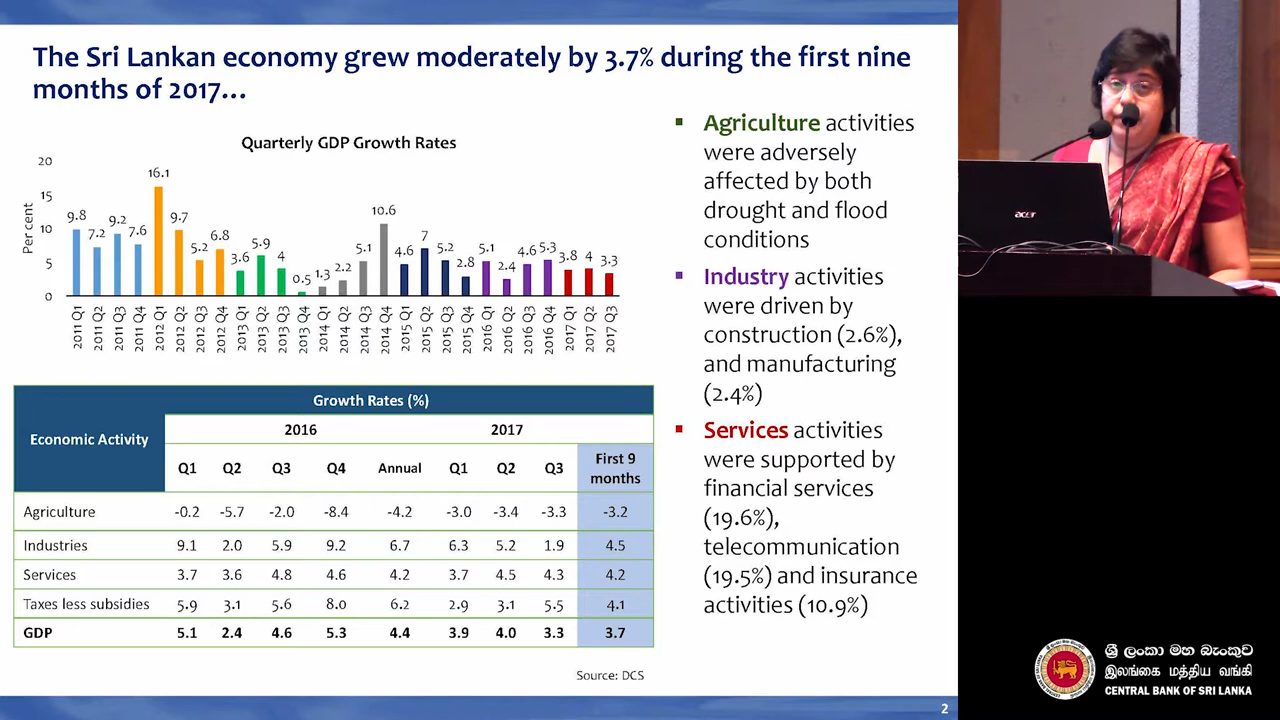 The Sri Lankan economy grew moderately by 3.7% during the first nine
months of 2017…
Quarterly GDP Growth Rates
Per cent
20
15
10
5
0
9.8
7.2
9.2
7.6
16.1
9.7
5.2
6.8
3.6
5.9
4
0.5
1.3
2.2
5.1
10.6
4.6
7
5.2
2.8
5.1
2.4
4.6
5.3
3.8
4
3.3
2011 Q1
2011 Q2
2011 Q3
2011 Q4
2012 Q1
2012 Q2
2012 Q3
2012 Q4
2013 Q1
2013 Q2
2013 Q3
2013 Q4
2014 Q1
2014 Q2
2014 Q3
2014 Q4
2015 Q1
2015 Q2
2015 Q3
2015 Q4
2016 Q1
2016 Q2
2016 Q3
2016 Q4
2017 Q1
2017 Q2
2017 Q3
Economic Activity
Growth Rates (%)
2016 2017
Q1 Q2 Q3 Q4 Annual Q1 Q2 Q3 First 9
months
Agriculture -0.2 -5.7 -2.0 -8.4 -4.2 -3.0 -3.4 -3.3 -3.2
Industries 9.1 2.0 5.9 9.2 6.7 6.3 5.2 1.9 4.5
Services 3.7 3.6 4.8 4.6 4.2 3.7 4.5 4.3 4.2
Taxes less subsidies 5.9 3.1 5.6 8.0 6.2 2.9 3.1 5.5 4.1
GDP 5.1 2.4 4.6 5.3 4.4 3.9 4.0 3.3 3.7
Source: DCS
▪ Agriculture activities
were adversely
affected by both
drought and flood
conditions
▪ Industry activities
were driven by
construction (2.6%),
and manufacturing
(2.4%)
▪ Services activities
were supported by
financial services
(19.6%),
telecommunication
(19.5%) and insurance
activities (10.9%)
2
acer
ශ්‍රී ලංකා මහ බැංකුව
இலங்கை மத்திய வங்கி
CENTRAL BANK OF SRI LANKA